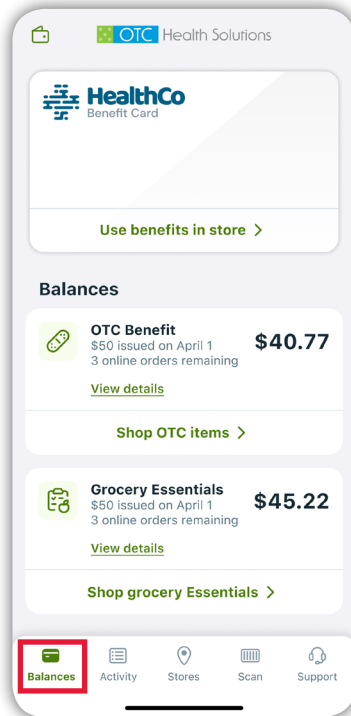 OTC Health Solutions
HealthCo
Benefit Card
Use benefits in store >
Balances
OTC Benefit
$50 issued on April 1
3 online orders remaining
$40.77
View details
Shop OTC items >
Grocery Essentials
$50 issued on April 1
3 online orders remaining
$45.22
View details
Shop grocery Essentials >
Balances Activity Stores Scan Support